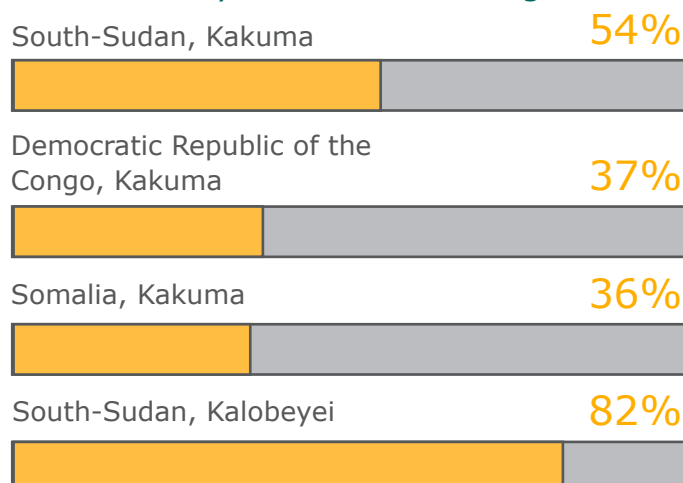 South-Sudan, Kakuma
54%
Democratic Republic of the
Congo, Kakuma
37%
Somalia, Kakuma
36%
South-Sudan, Kalobeyei
82%